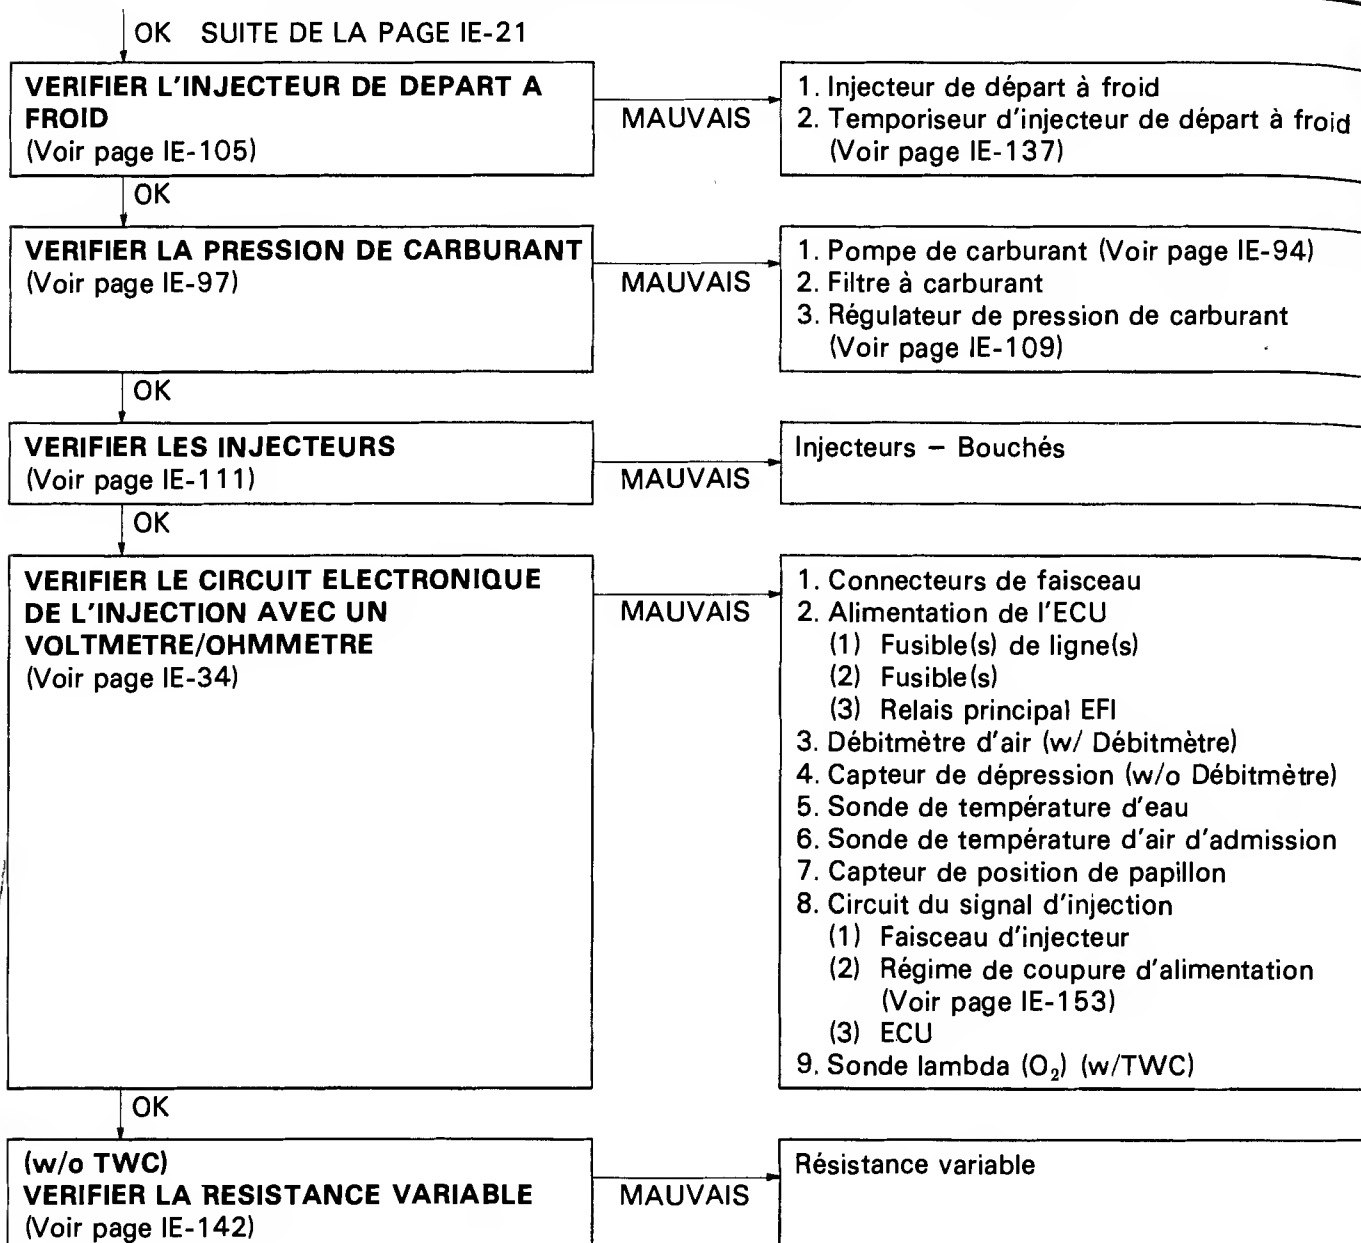 OK SUITE DE LA PAGE IE-21
VERIFIER L'INJECTEUR DE DEPART A
FROID
(Voir page IE-105)
MAUVAIS
1. Injecteur de départ à froid
2. Temporiseur d'injecteur de départ à froid
(Voir page IE-137)
OK
VERIFIER LA PRESSION DE CARBURANT
(Voir page IE-97)
MAUVAIS
1. Pompe de carburant (Voir page IE-94)
2. Filtre à carburant
3. Régulateur de pression de carburant
(Voir page IE-109)
OK
VERIFIER LES INJECTEURS
(Voir page IE-111)
MAUVAIS
Injecteurs – Bouchés
OK
VERIFIER LE CIRCUIT ELECTRONIQUE
DE L'INJECTION AVEC UN
VOLTMETRE/OHMMETRE
(Voir page IE-34)
MAUVAIS
1. Connecteurs de faisceau
2. Alimentation de l'ECU
(1) Fusible(s) de ligne(s)
(2) Fusible(s)
(3) Relais principal EFI
3. Débitmètre d'air (w/ Débitmètre)
4. Capteur de dépression (w/o Débitmètre)
5. Sonde de température d'eau
6. Sonde de température d'air d'admission
7. Capteur de position de papillon
8. Circuit du signal d'injection
(1) Faisceau d'injecteur
(2) Régime de coupure d'alimentation
(Voir page IE-153)
(3) ECU
9. Sonde lambda (O₂) (w/TWC)
OK
(w/o TWC)
VERIFIER LA RESISTANCE VARIABLE
(Voir page IE-142)
MAUVAIS
Résistance variable